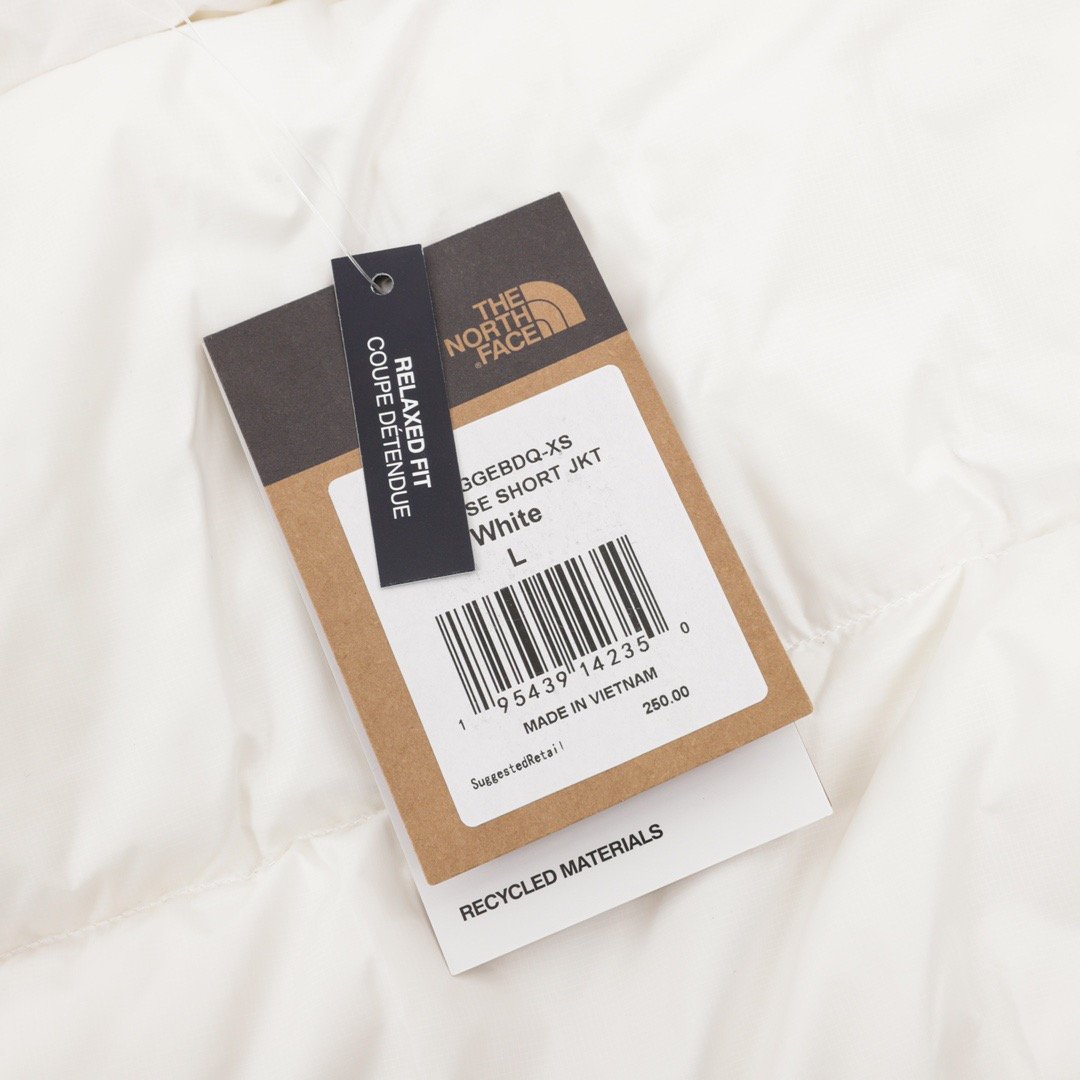 THE
NORTH
FACE
RELAXED FIT
COUPE DÉTENDUE
GGEBDQ-XS
SE SHORT JKT
White
L
1 95439 14235 0
MADE IN VIETNAM
250.00
SuggestedRetail
RECYCLED MATERIALS